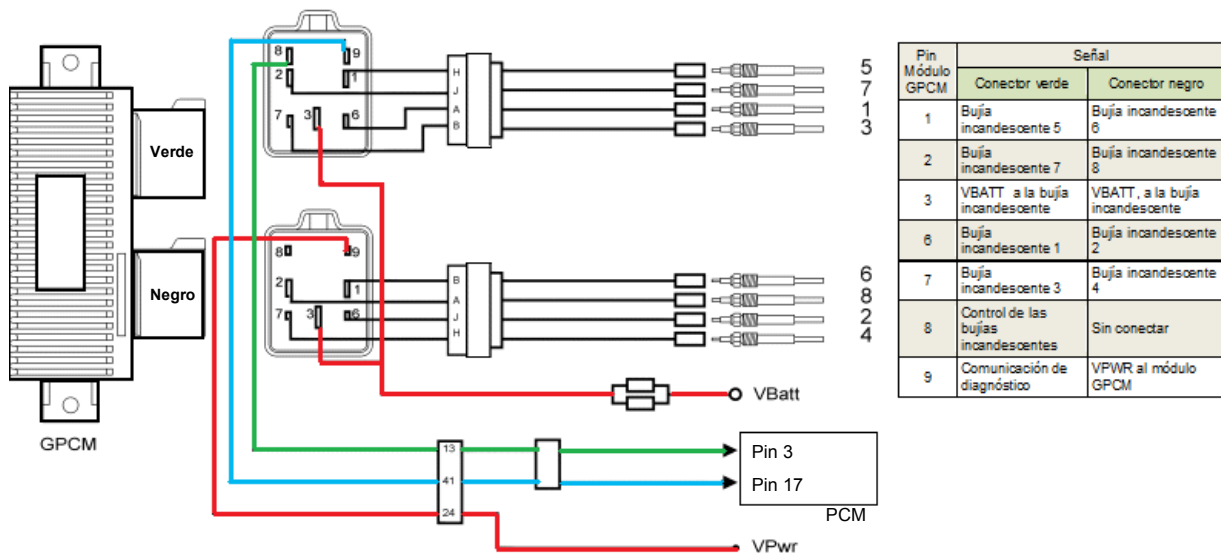 Verde
Negro
GPCM
8
9
2
1
7
3
6
H
J
A
B
5
7
1
3
8
9
2
1
7
3
6
B
A
J
H
6
8
2
4
VBatt
13
41
24
Pin 3
Pin 17
PCM
VPwr
Pin Módulo GPCM
Señal
Conector verde
Conector negro
1
Bujía incandescente 5
Bujía incandescente 6
2
Bujía incandescente 7
Bujía incandescente 8
3
VBATT a la bujía incandescente
VBATT, a la bujía incandescente
6
Bujía incandescente 1
Bujía incandescente 2
7
Bujía incandescente 3
Bujía incandescente 4
8
Control de las bujías incandescentes
Sin conectar
9
Comunicación de diagnóstico
VPWR al módulo GPCM